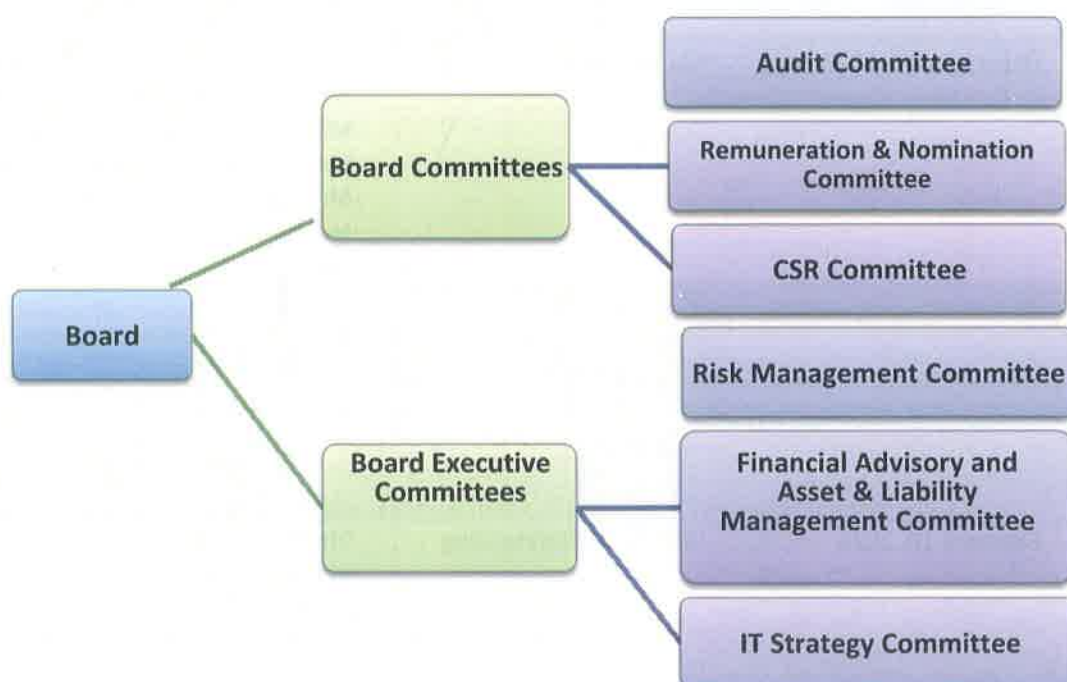 Board
Board Committees
Audit Committee
Remuneration & Nomination
Committee
CSR Committee
Board Executive
Committees
Risk Management Committee
Financial Advisory and
Asset & Liability
Management Committee
IT Strategy Committee